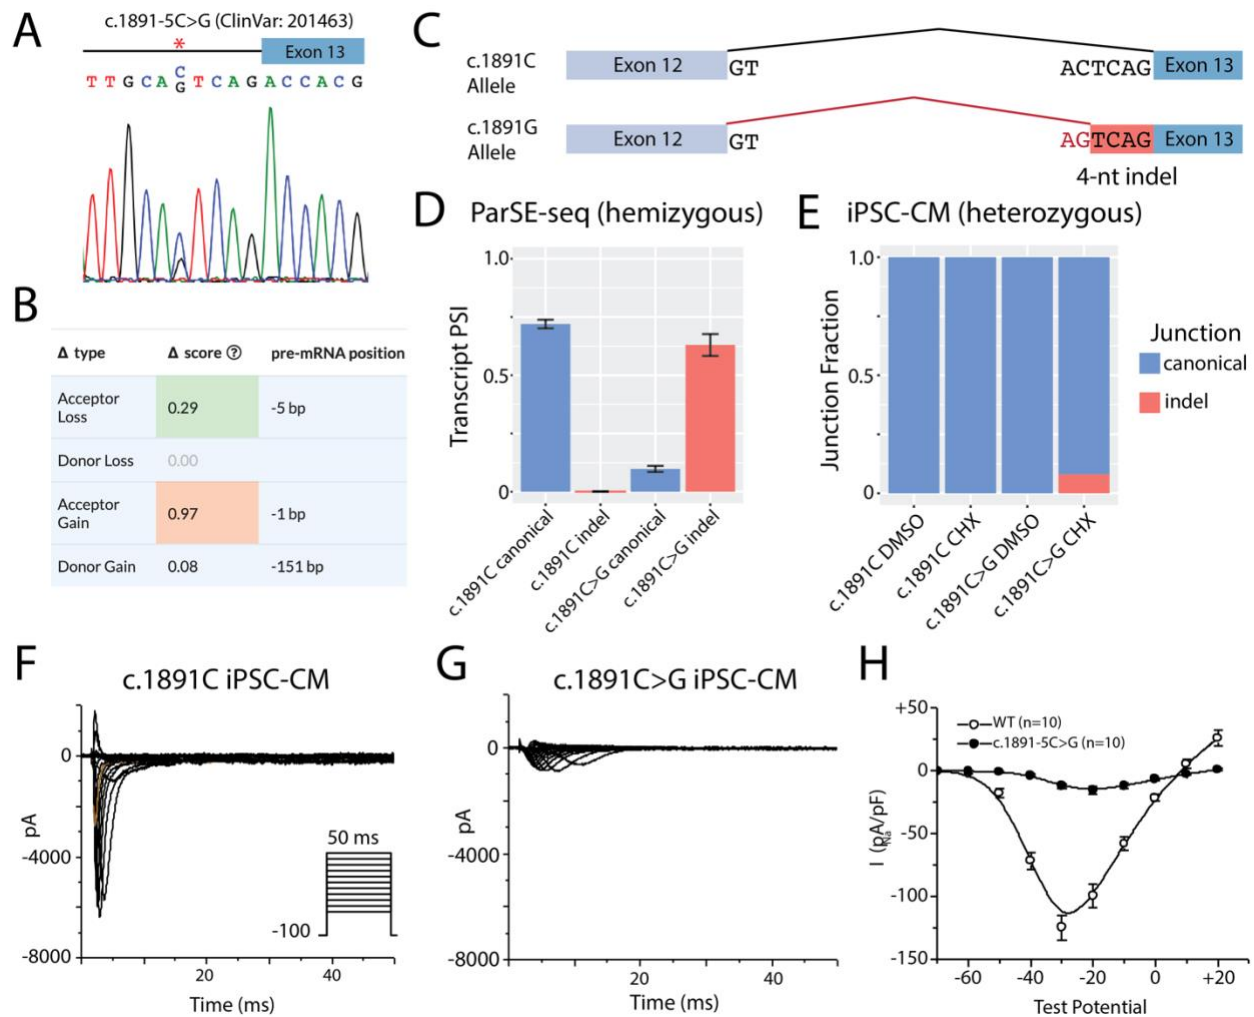 A
c.1891-5C>G (ClinVar: 201463)
*
Exon 13
C
TTGCA TCAGACCACG
G
B
Δ type Δ score ? pre-mRNA position
Acceptor Loss 0.29 -5 bp
Donor Loss 0.00
Acceptor Gain 0.97 -1 bp
Donor Gain 0.08 -151 bp
C
c.1891C Allele
Exon 12 GT ACTCAG Exon 13
c.1891G Allele
Exon 12 GT AGTCAG Exon 13
4-nt indel
D ParSE-seq (hemizygous)
Transcript PSI
1.0
0.5
0
c.1891C canonical
c.1891C indel
c.1891C>G canonical
c.1891C>G indel
E iPSC-CM (heterozygous)
Junction Fraction
1.0
0.5
0
c.1891C DMSO
c.1891C CHX
c.1891C>G DMSO
c.1891C>G CHX
Junction
canonical
indel
F
c.1891C iPSC-CM
pA
0
-4000
-8000
50 ms
-100
20 40
Time (ms)
G
c.1891C>G iPSC-CM
pA
0
-4000
-8000
20 40
Time (ms)
H
WT (n=10)
c.1891-5C>G (n=10)
I Na (pA/pF)
+50
0
-50
-100
-150
-60 -40 -20 0 +20
Test Potential